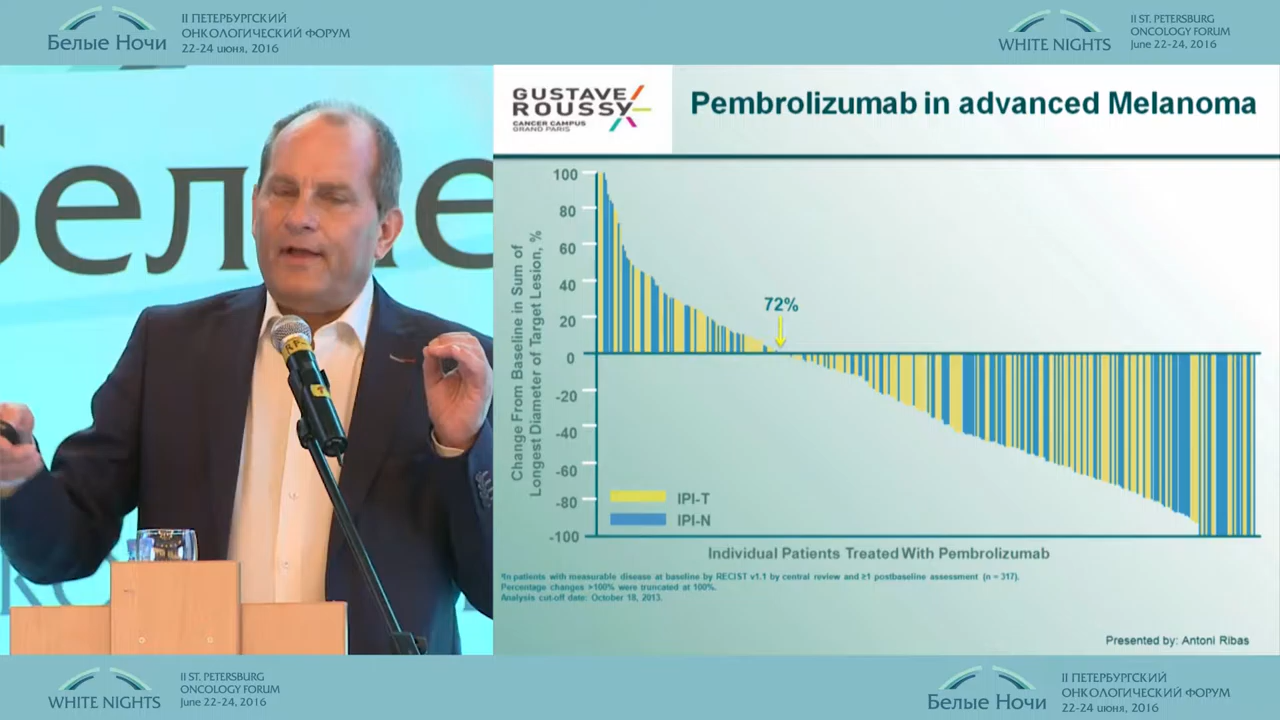 Белые Ночи
II ПЕТЕРБУРГСКИЙ
ОНКОЛОГИЧЕСКИЙ ФОРУМ
22-24 июня, 2016
WHITE NIGHTS
II ST. PETERSBURG
ONCOLOGY FORUM
June 22-24, 2016
Беле
GUSTAVE
ROUSSY
CANCER CAMPUS
GRAND PARIS
Pembrolizumab in advanced Melanoma
Change From Baseline in Sum of
Longest Diameter of Target Lesion, %
100
80
60
40
20
0
-20
-40
-60
-80
-100
72%
IPI-T
IPI-N
Individual Patients Treated With Pembrolizumab
*In patients with measurable disease at baseline by RECIST v1.1 by central review and ≥1 postbaseline assessment (n = 317).
Percentage changes >100% were truncated at 100%.
Analysis cut-off date: October 18, 2013.
Presented by: Antoni Ribas
WHITE NIGHTS
II ST. PETERSBURG
ONCOLOGY FORUM
June 22-24, 2016
Белые Ночи
II ПЕТЕРБУРГСКИЙ
ОНКОЛОГИЧЕСКИЙ ФОРУМ
22-24 июня, 2016